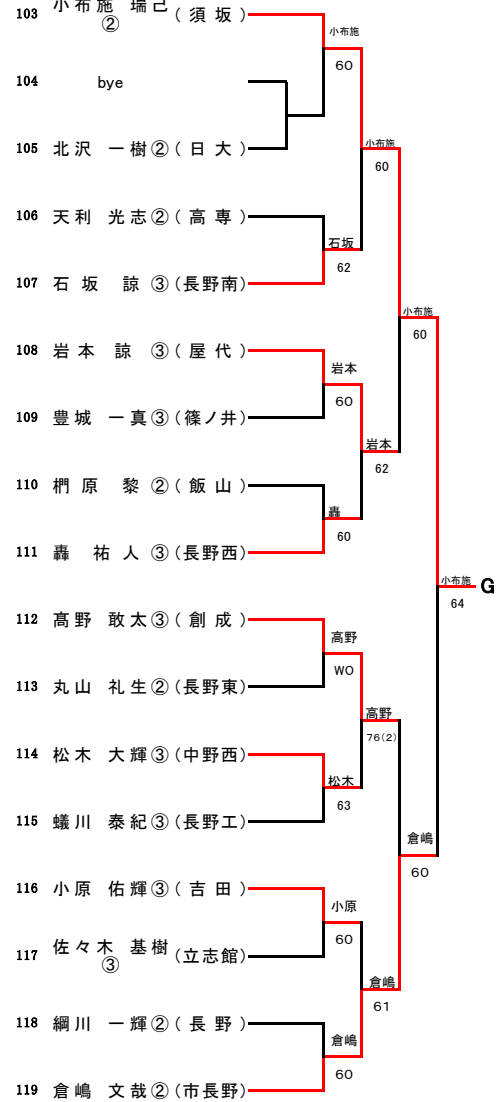 103 小布施 瑞己② (須坂)
小布施
60
104 bye
105 北沢 一樹② (日大)
小布施
60
106 天利 光志② (高専)
石坂
62
107 石坂 諒③ (長野南)
小布施
60
108 岩本 諒③ (屋代)
岩本
60
109 豊城 一真③ (篠ノ井)
岩本
62
110 椚原 黎② (飯山)
轟
60
111 轟 祐人③ (長野西)
小布施 G
64
112 髙野 敢太③ (創成)
高野
WO
113 丸山 礼生② (長野東)
高野
76(2)
114 松木 大輝③ (中野西)
松木
63
115 蟻川 泰紀③ (長野工)
倉嶋
60
116 小原 佑輝③ (吉田)
小原
60
117 佐々木 基樹③ (立志館)
倉嶋
61
118 綱川 一輝② (長野)
倉嶋
60
119 倉嶋 文哉② (市長野)